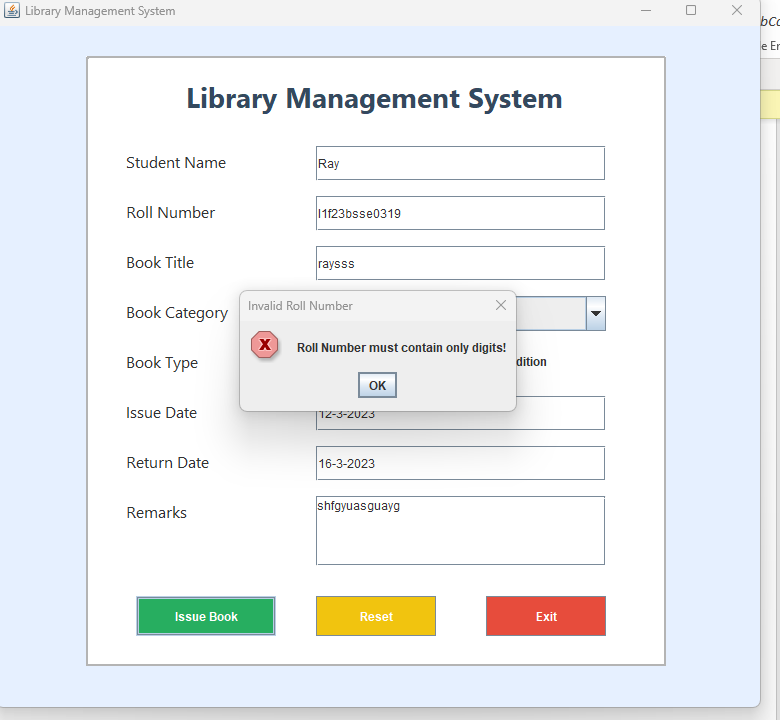 Library Management System
Library Management System
Student Name
Ray
Roll Number
l1f23bsse0319
Book Title
raysss
Book Category
Invalid Roll Number
X
Roll Number must contain only digits!
OK
Book Type
dition
Issue Date
12-3-2023
Return Date
16-3-2023
Remarks
shfgyuasguayg
Issue Book
Reset
Exit